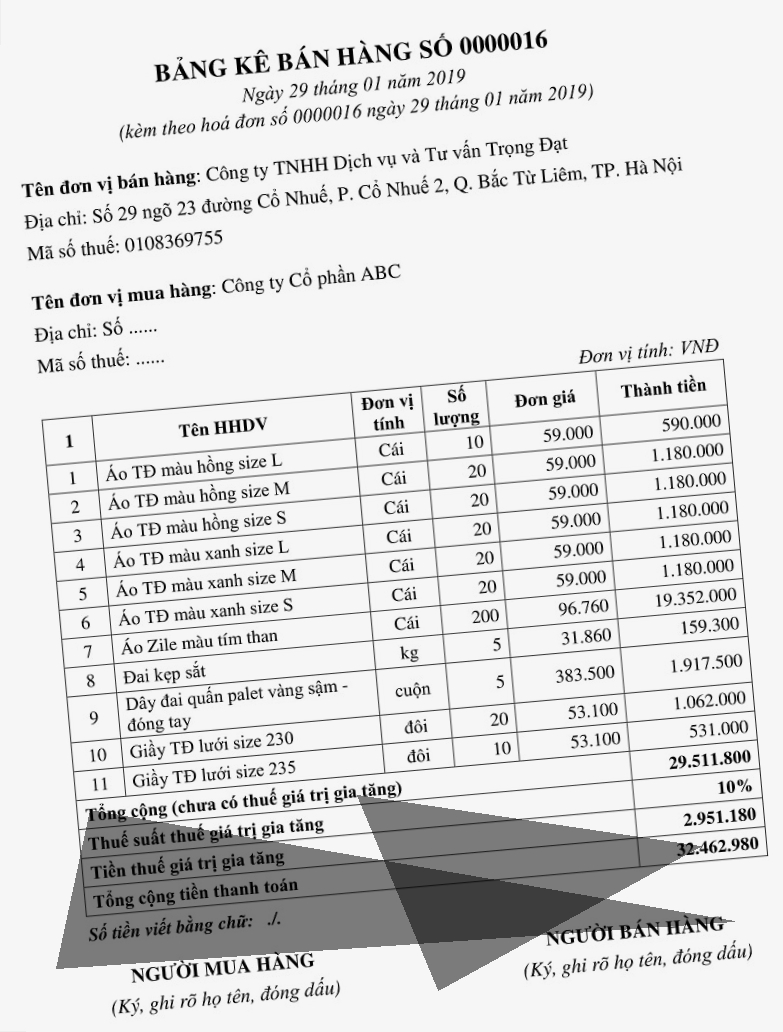 BẢNG KÊ BÁN HÀNG SỐ 0000016
Ngày 29 tháng 01 năm 2019
(kèm theo hoá đơn số 0000016 ngày 29 tháng 01 năm 2019)
Tên đơn vị bán hàng: Công ty TNHH Dịch vụ và Tư vấn Trọng Đạt
Địa chỉ: Số 29 ngõ 23 đường Cổ Nhuế, P. Cổ Nhuế 2, Q. Bắc Từ Liêm, TP. Hà Nội
Mã số thuế: 0108369755
Tên đơn vị mua hàng: Công ty Cổ phần ABC
Địa chỉ: Số ......
Mã số thuế: ......
Đơn vị tính: VNĐ
1 Tên HHDV Đơn vị tính Số lượng Đơn giá Thành tiền
1 Áo TĐ màu hồng size L Cái 10 59.000 590.000
2 Áo TĐ màu hồng size M Cái 20 59.000 1.180.000
3 Áo TĐ màu hồng size S Cái 20 59.000 1.180.000
4 Áo TĐ màu xanh size L Cái 20 59.000 1.180.000
5 Áo TĐ màu xanh size M Cái 20 59.000 1.180.000
6 Áo TĐ màu xanh size S Cái 20 59.000 1.180.000
7 Áo Zile màu tím than Cái 200 96.760 19.352.000
8 Đai kẹp sắt kg 5 31.860 159.300
9 Dây đai quấn palet vàng sậm - cuộn 5 383.500 1.917.500
đóng tay
10 Giầy TĐ lưới size 230 đôi 20 53.100 1.062.000
11 Giầy TĐ lưới size 235 đôi 10 53.100 531.000
Tổng cộng (chưa có thuế giá trị gia tăng) 29.511.800
Thuế suất thuế giá trị gia tăng 10%
Tiền thuế giá trị gia tăng 2.951.180
Tổng cộng tiền thanh toán 32.462.980
Số tiền viết bằng chữ: ./.
NGƯỜI MUA HÀNG NGƯỜI BÁN HÀNG
(Ký, ghi rõ họ tên, đóng dấu) (Ký, ghi rõ họ tên, đóng dấu)